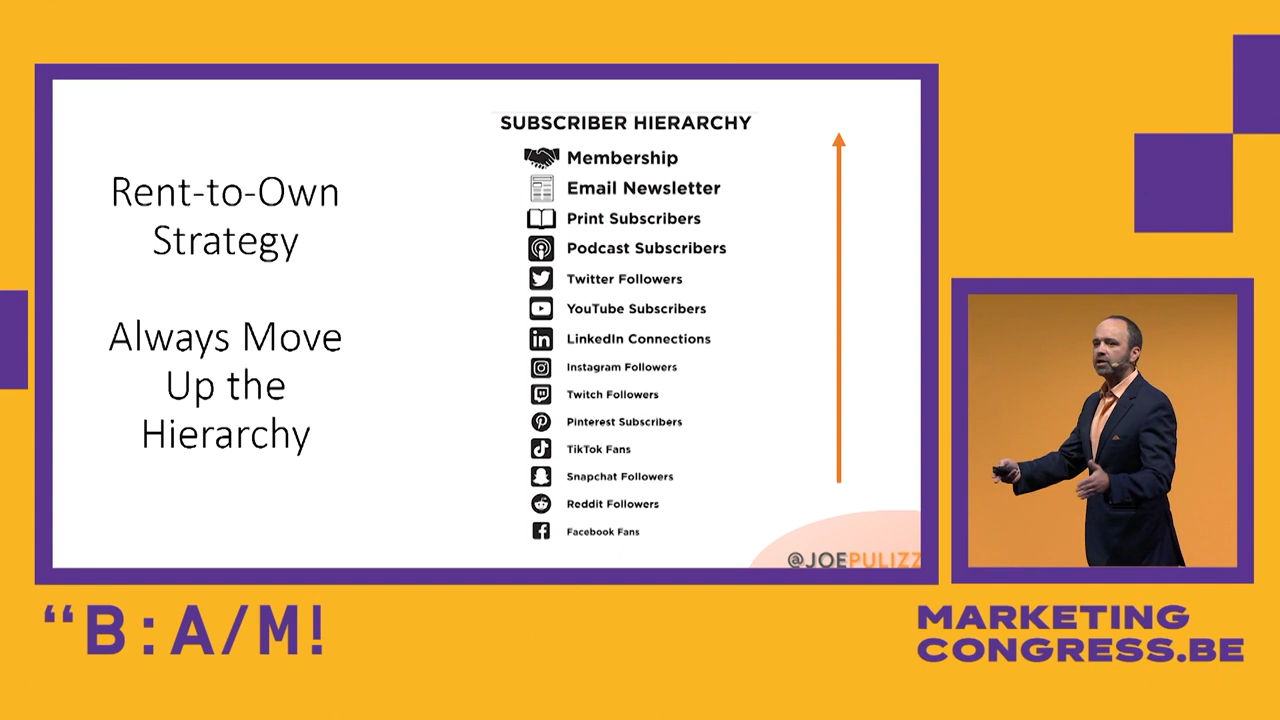 Rent-to-Own
Strategy
Always Move
Up the
Hierarchy
SUBSCRIBER HIERARCHY
Membership
Email Newsletter
Print Subscribers
Podcast Subscribers
Twitter Followers
YouTube Subscribers
LinkedIn Connections
Instagram Followers
Twitch Followers
Pinterest Subscribers
TikTok Fans
Snapchat Followers
Reddit Followers
Facebook Fans
@JOEPULIZZ
“B:A/M!
MARKETING
CONGRESS.BE